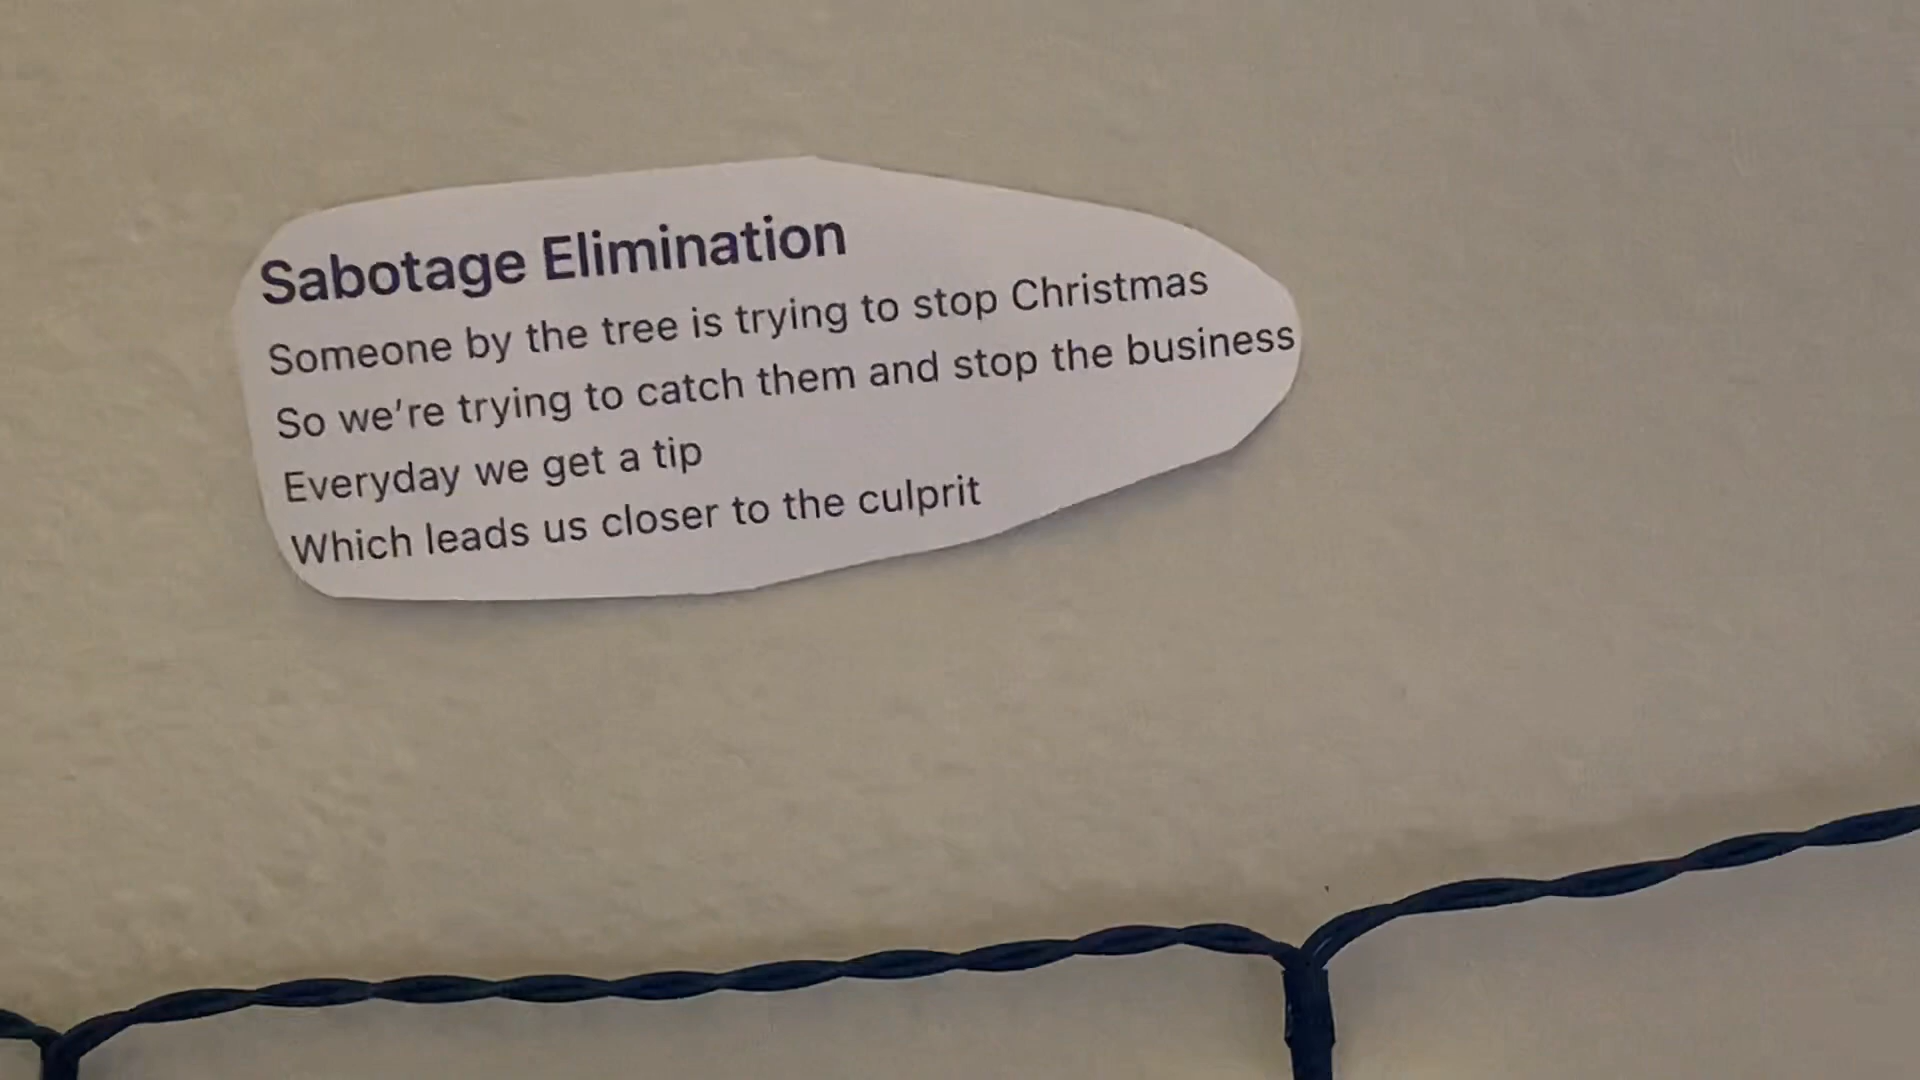 Sabotage Elimination
Someone by the tree is trying to stop Christmas
So we're trying to catch them and stop the business
Everyday we get a tip
Which leads us closer to the culprit